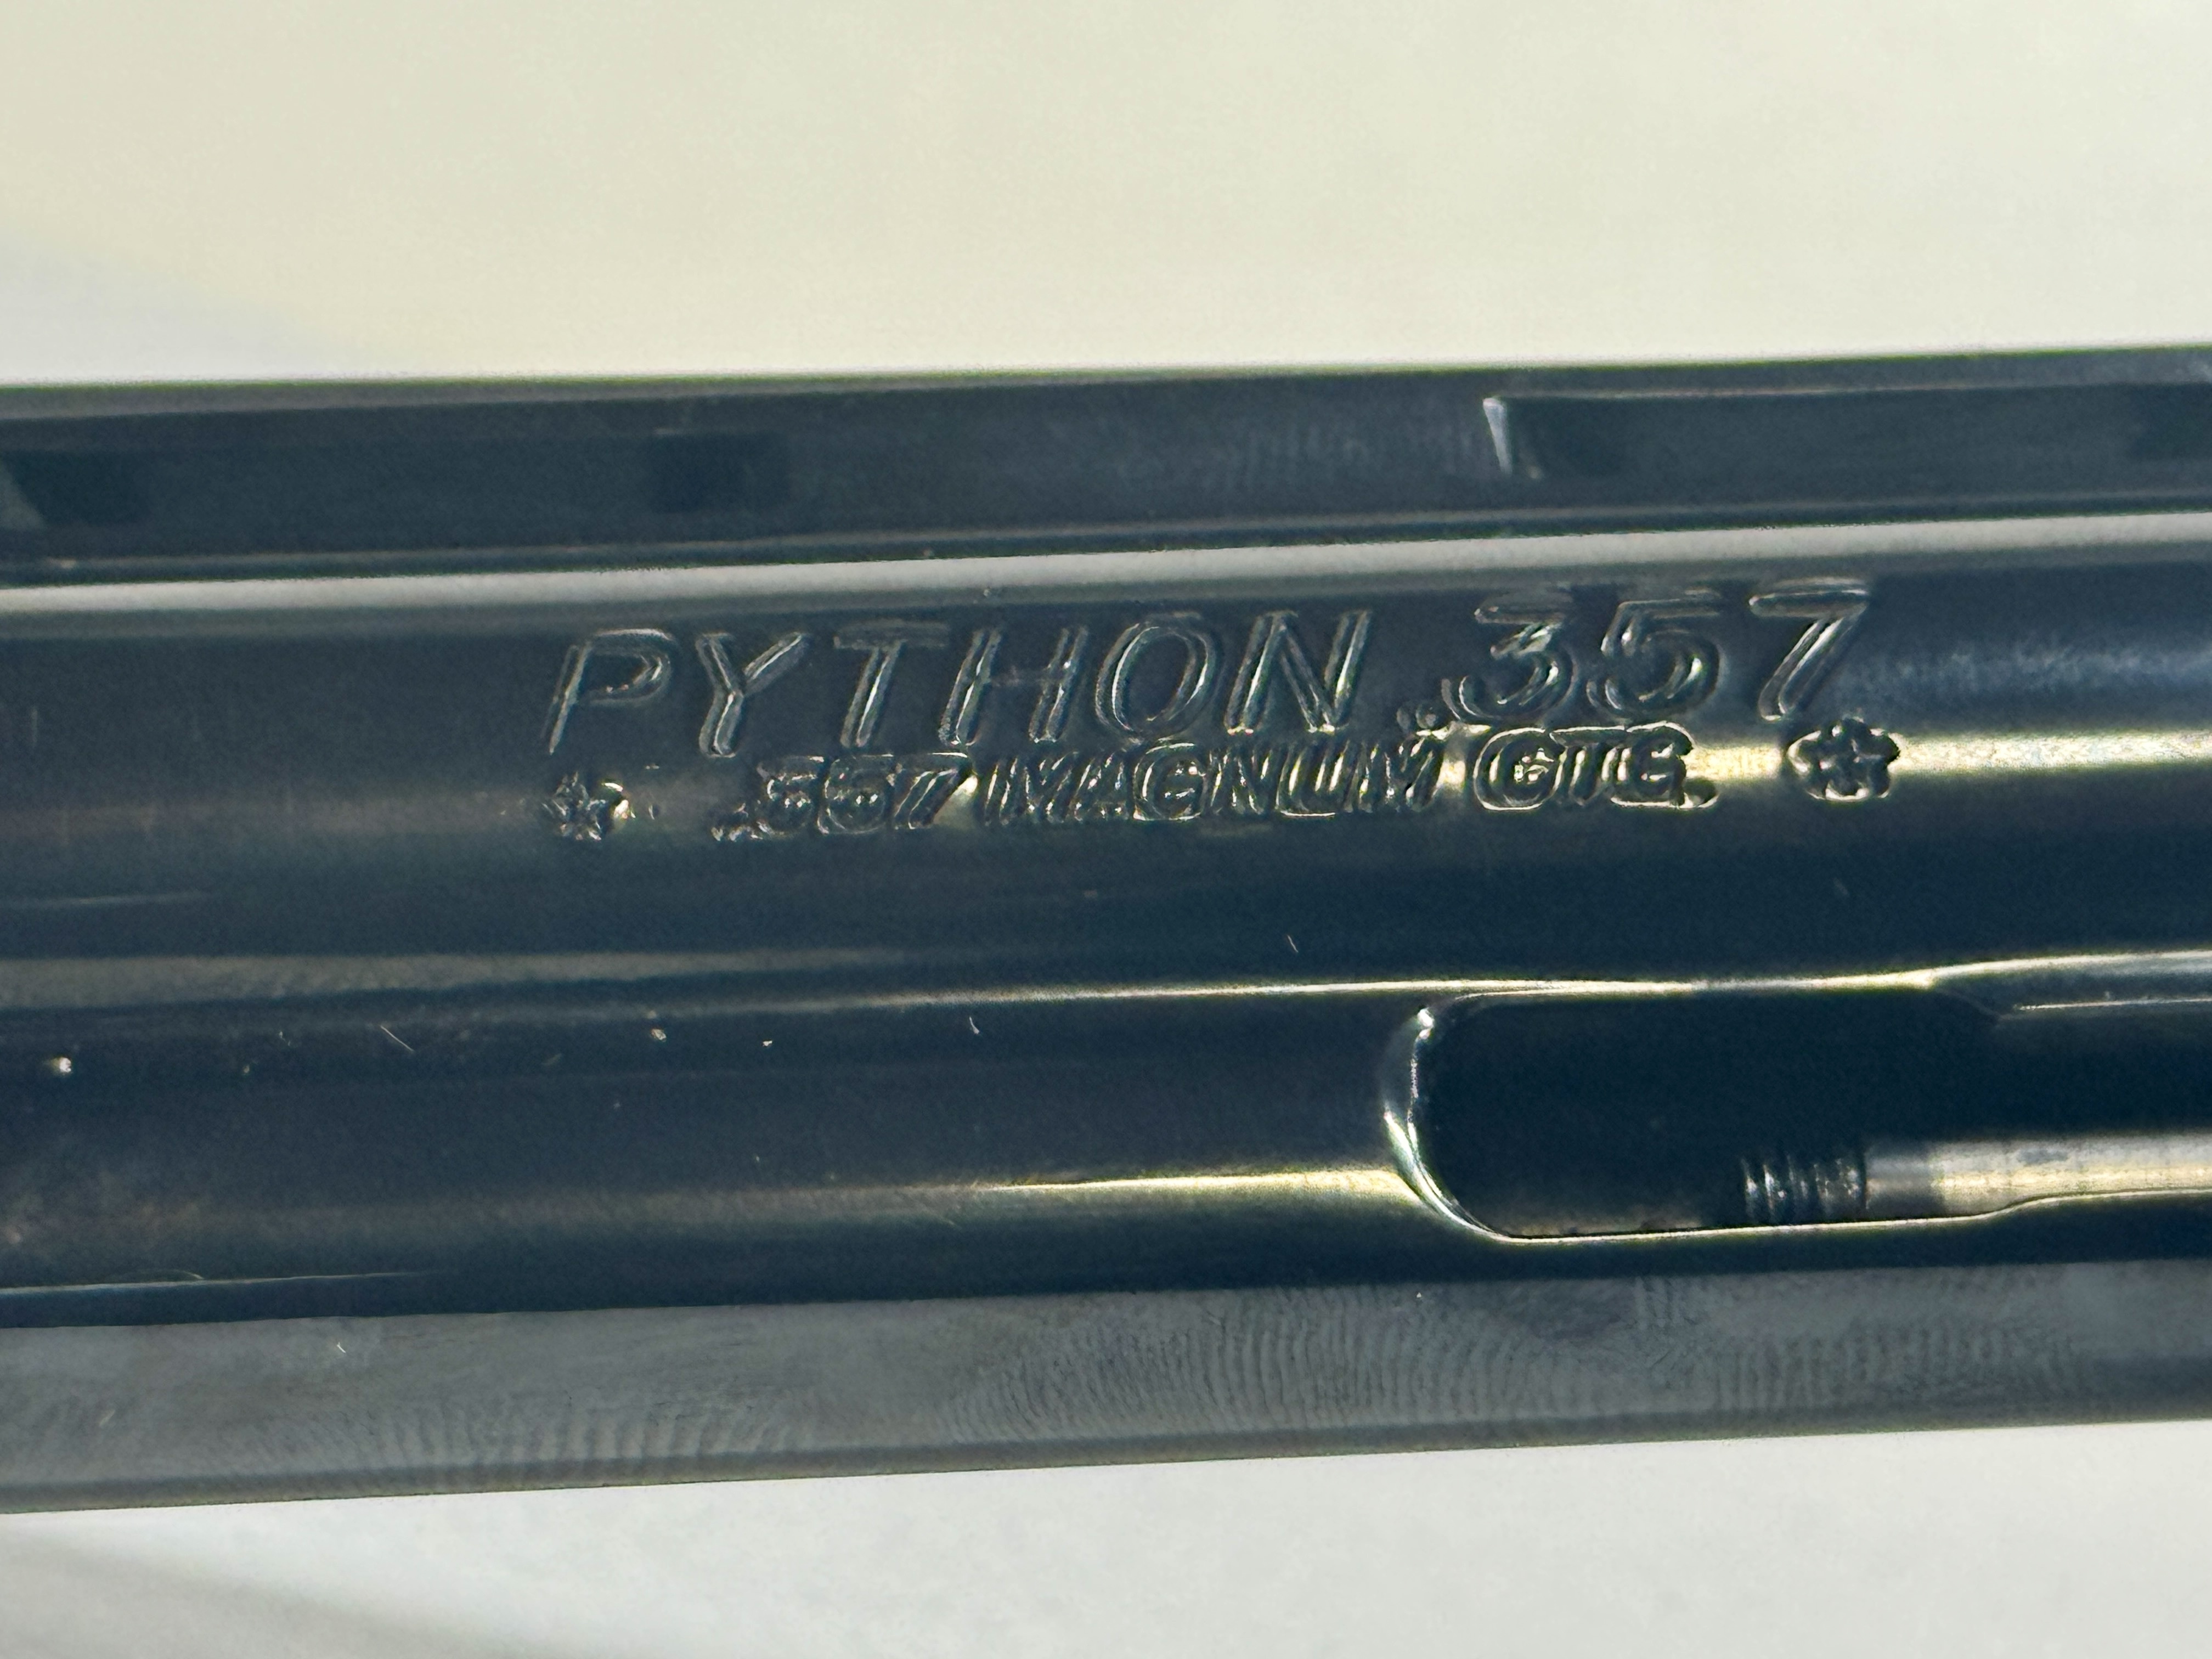 PYTHON .357
* .357 MAGNUM CTG. *